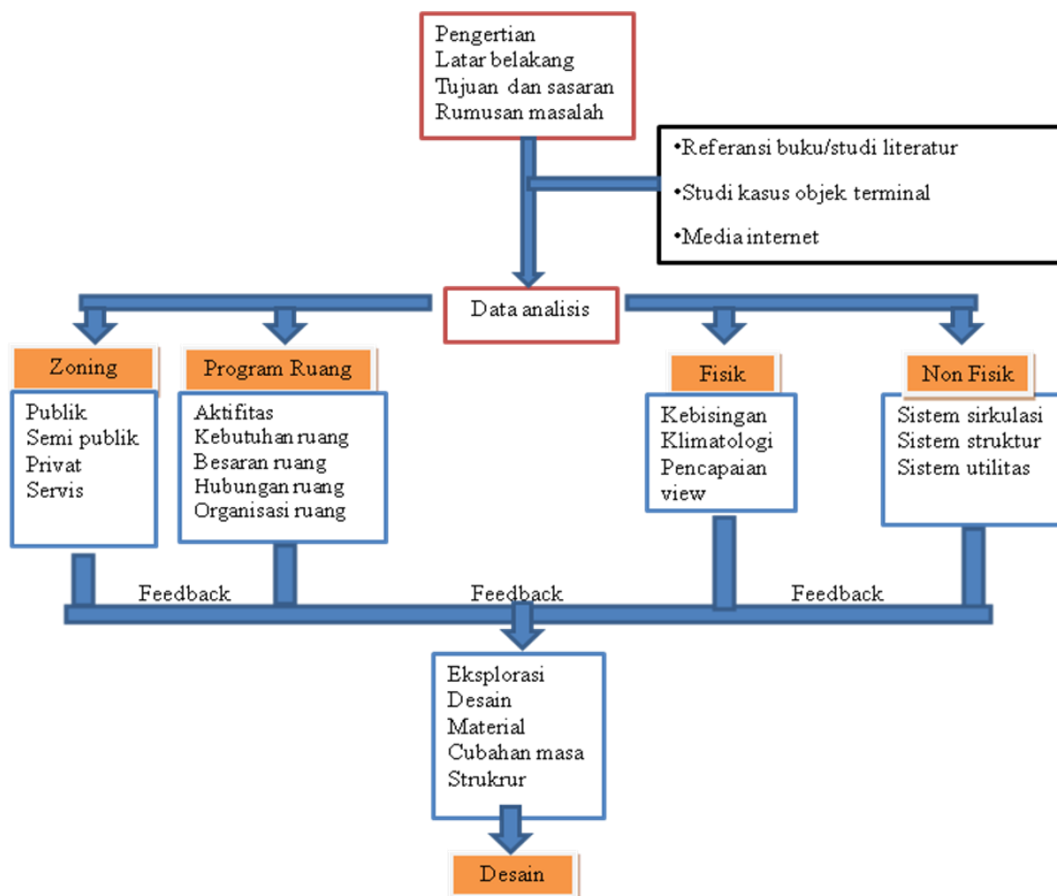 Pengertian
Latar belakang
Tujuan dan sasaran
Rumusan masalah
•Referansi buku/studi literatur
•Studi kasus objek terminal
•Media internet
Data analisis
Zoning
Publik
Semi publik
Privat
Servis
Program Ruang
Aktifitas
Kebutuhan ruang
Besaran ruang
Hubungan ruang
Organisasi ruang
Fisik
Kebisingan
Klimatologi
Pencapaian
view
Non Fisik
Sistem sirkulasi
Sistem struktur
Sistem utilitas
Feedback
Feedback
Feedback
Eksplorasi
Desain
Material
Cubahan masa
Strukrur
Desain